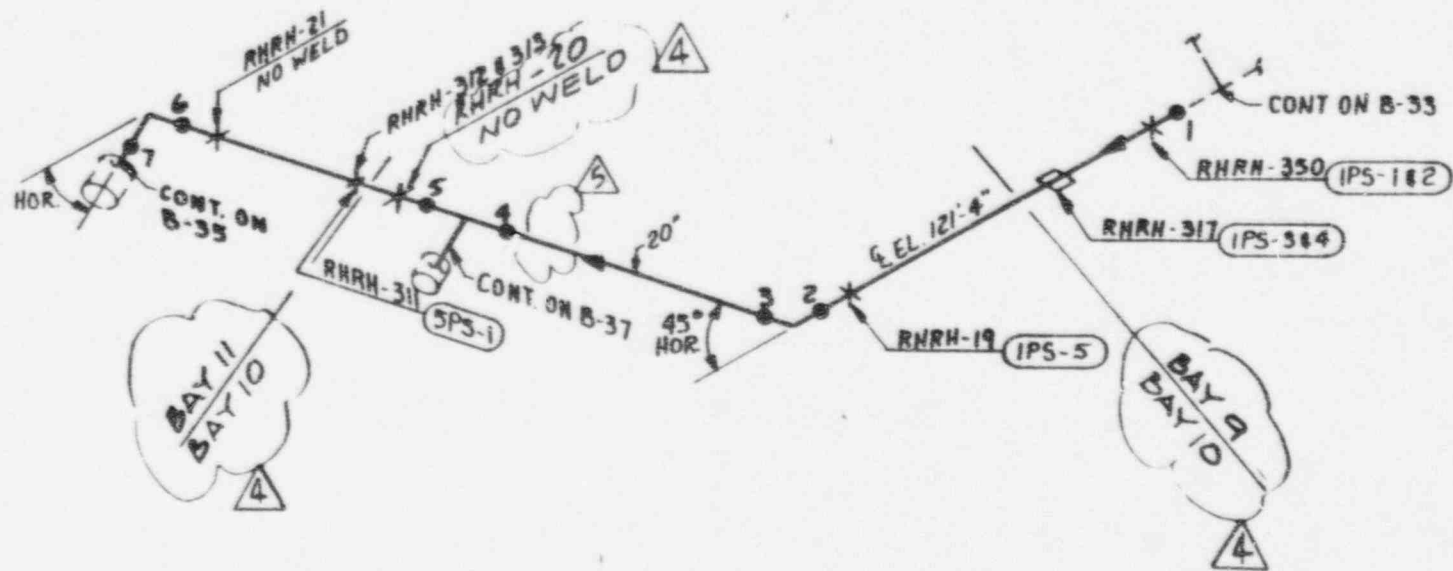 RHRH-21
NO WELD
RHRH-312 & 313
RHRH-20
NO WELD
4
6
7
HOR.
CONT. ON
B-35
5
4
5
RHRH-311
5PS-1
CONT. ON B-37
20"
BAY 11
BAY 10
4
45°
HOR
3
2
RHRH-19
1PS-5
℄ EL. 121'-4"
1
CONT ON B-33
RHRH-350
1PS-1&2
RHRH-317
1PS-3&4
BAY 9
BAY 10
4